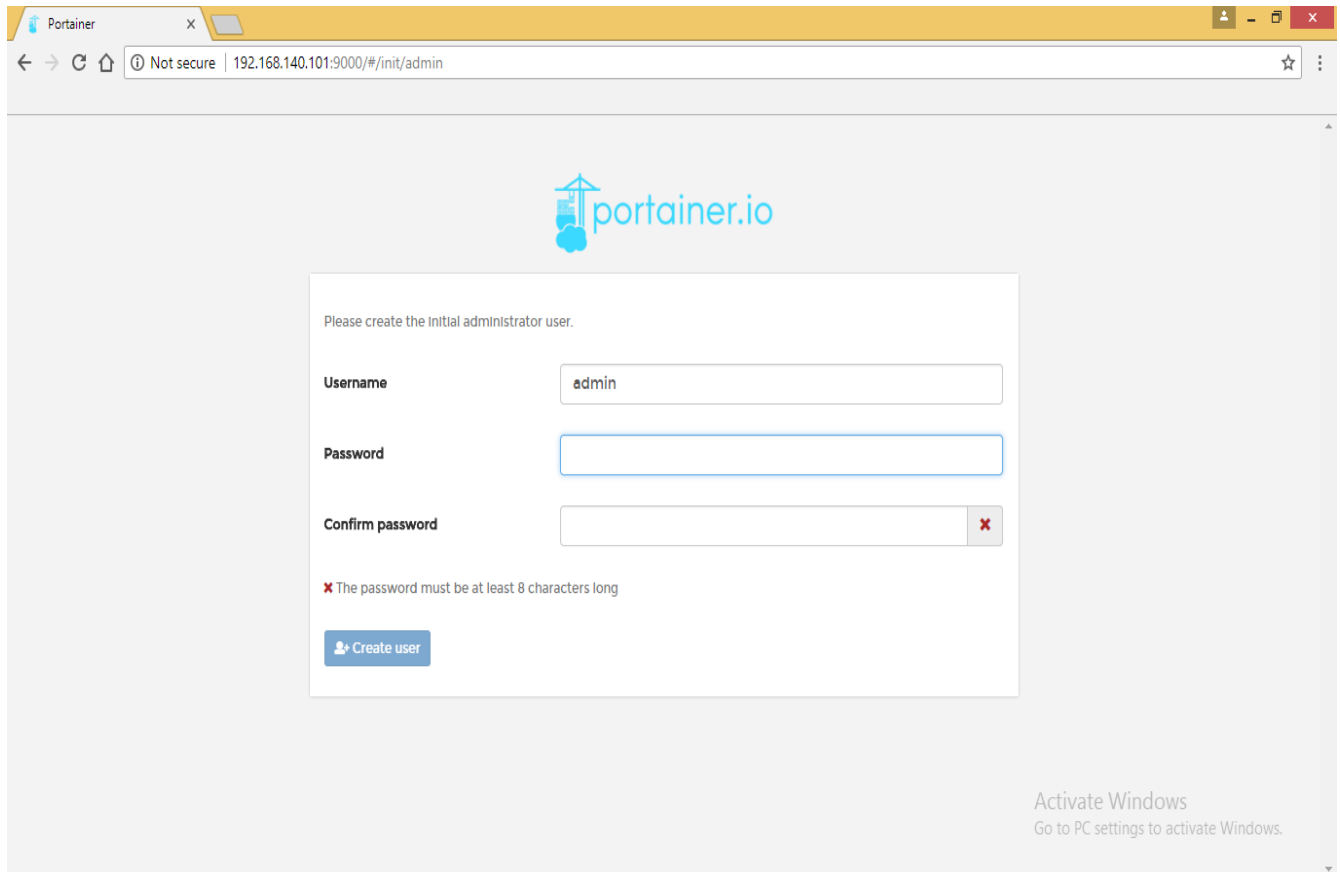 Portainer
Not secure | 192.168.140.101:9000/#/init/admin
portainer.io
Please create the initial administrator user.
Username
admin
Password
Confirm password
The password must be at least 8 characters long
Create user
Activate Windows
Go to PC settings to activate Windows.